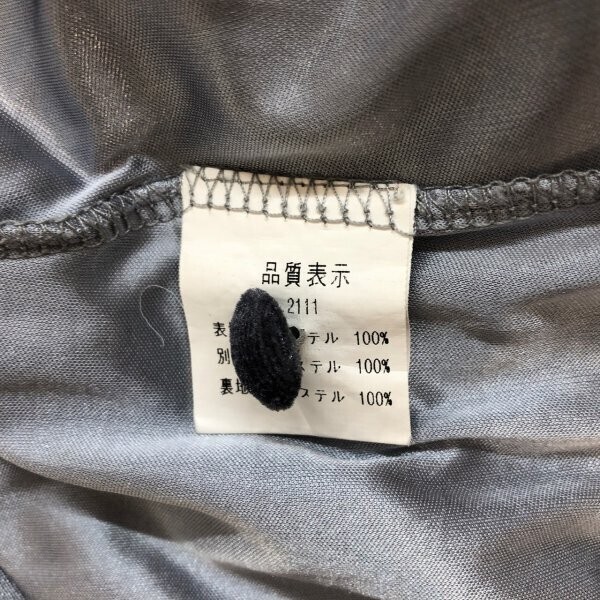 品質表示
2111
表 テル 100%
別 ステル 100%
裏地 ステル 100%